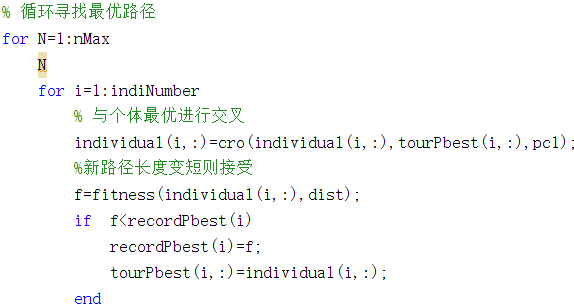 % 循环寻找最优路径
for N=1:nMax
N
for i=1:indiNumber
% 与个体最优进行交叉
individual(i,:)=cro(individual(i,:),tourPbest(i,:),pc1);
%新路径长度变短则接受
f=fitness(individual(i,:),dist);
if f<recordPbest(i)
recordPbest(i)=f;
tourPbest(i,:)=individual(i,:);
end